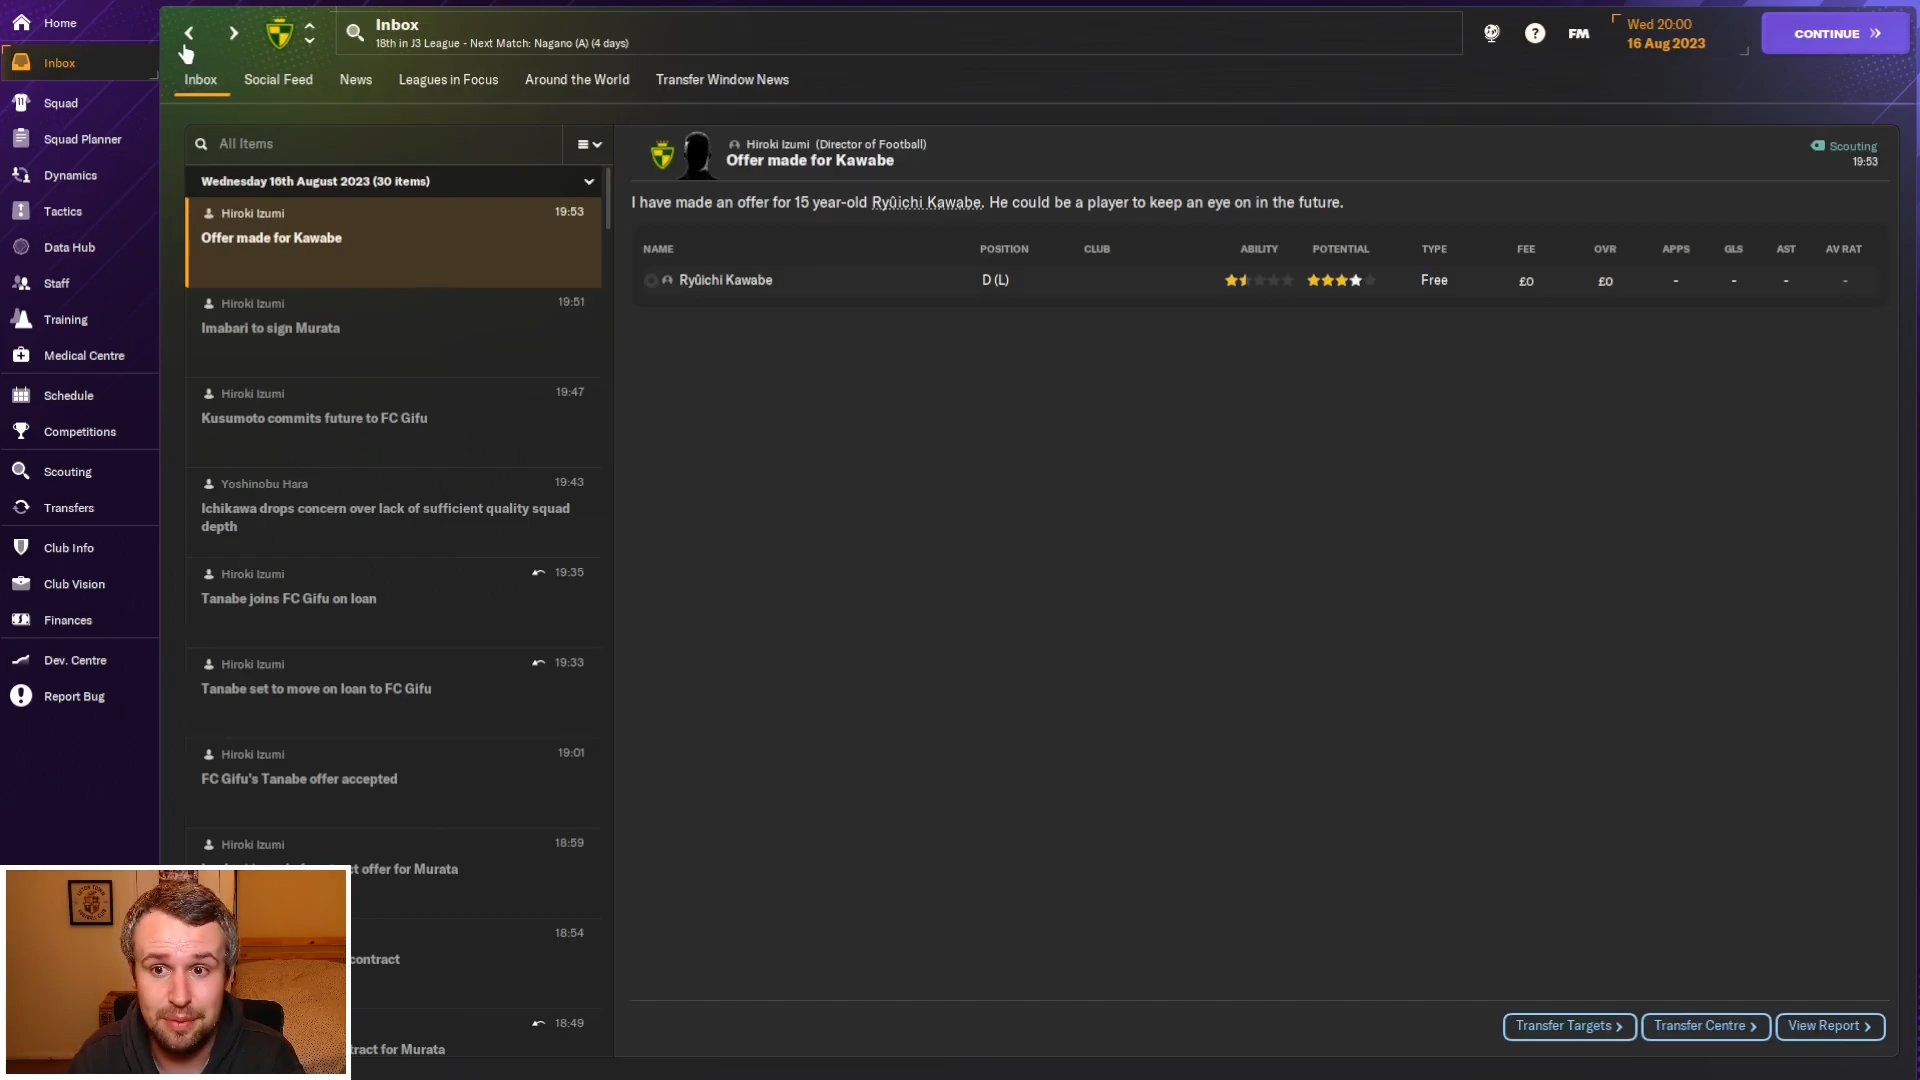 Home
Inbox
Squad
Squad Planner
Dynamics
Tactics
Data Hub
Staff
Training
Medical Centre
Schedule
Competitions
Scouting
Transfers
Club Info
Club Vision
Finances
Dev. Centre
Report Bug
Inbox
18th in J3 League - Next Match: Nagano (A) (4 days)
FM
Wed 20:00
16 Aug 2023
CONTINUE
Inbox Social Feed News Leagues in Focus Around the World Transfer Window News
All Items
Wednesday 16th August 2023 (30 items)
Hiroki Izumi 19:53
Offer made for Kawabe
Hiroki Izumi 19:51
Imabari to sign Murata
Hiroki Izumi 19:47
Kusumoto commits future to FC Gifu
Yoshinobu Hara 19:43
Ichikawa drops concern over lack of sufficient quality squad
depth
Hiroki Izumi 19:35
Tanabe joins FC Gifu on loan
Hiroki Izumi 19:33
Tanabe set to move on loan to FC Gifu
Hiroki Izumi 19:01
FC Gifu's Tanabe offer accepted
Hiroki Izumi 18:59
offer for Murata
18:54
contract
18:49
for Murata
Hiroki Izumi (Director of Football)
Offer made for Kawabe
Scouting
19:53
I have made an offer for 15 year-old Ryûichi Kawabe. He could be a player to keep an eye on in the future.
NAME POSITION CLUB ABILITY POTENTIAL TYPE FEE OVR APPS GLS AST AV RAT
Ryûichi Kawabe D (L) Free £0 £0 - - - -
Transfer Targets Transfer Centre View Report
LUTON TOWN